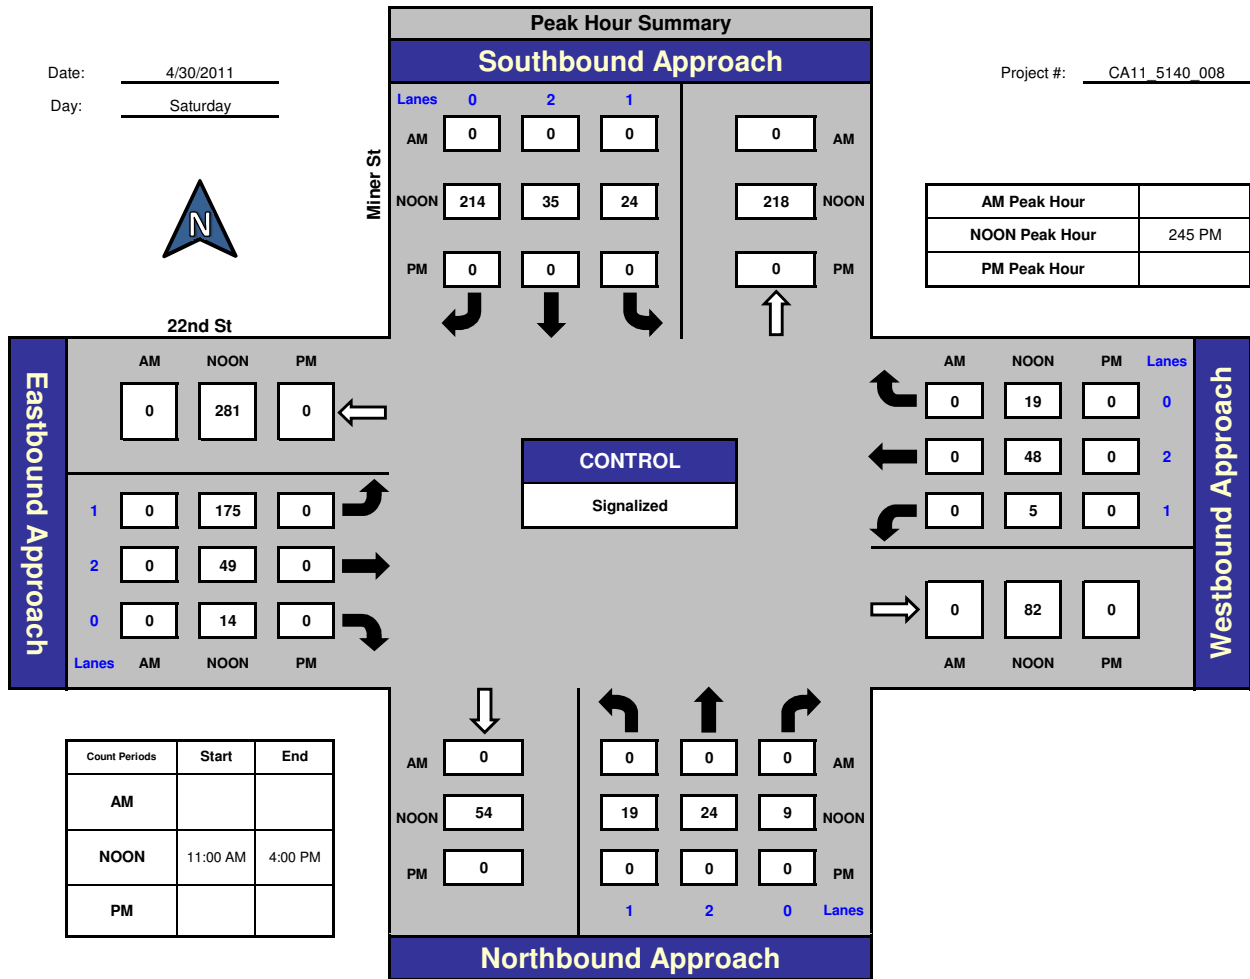 Peak Hour Summary
Southbound Approach
Date: 4/30/2011
Day: Saturday
Project #: CA11_5140_008
Lanes 0 2 1
AM 0 0 0 0 AM
NOON 214 35 24 218 NOON
PM 0 0 0 0 PM
Miner St
N
AM Peak Hour
NOON Peak Hour 245 PM
PM Peak Hour
22nd St
Eastbound Approach
AM NOON PM
0 281 0
1 0 175 0
2 0 49 0
0 0 14 0
Lanes AM NOON PM
CONTROL
Signalized
AM NOON PM Lanes
0 19 0 0
0 48 0 2
0 5 0 1
0 82 0
AM NOON PM
Westbound Approach
Count Periods Start End
AM
NOON 11:00 AM 4:00 PM
PM
AM 0 0 0 0 AM
NOON 54 19 24 9 NOON
PM 0 0 0 0 PM
1 2 0 Lanes
Northbound Approach